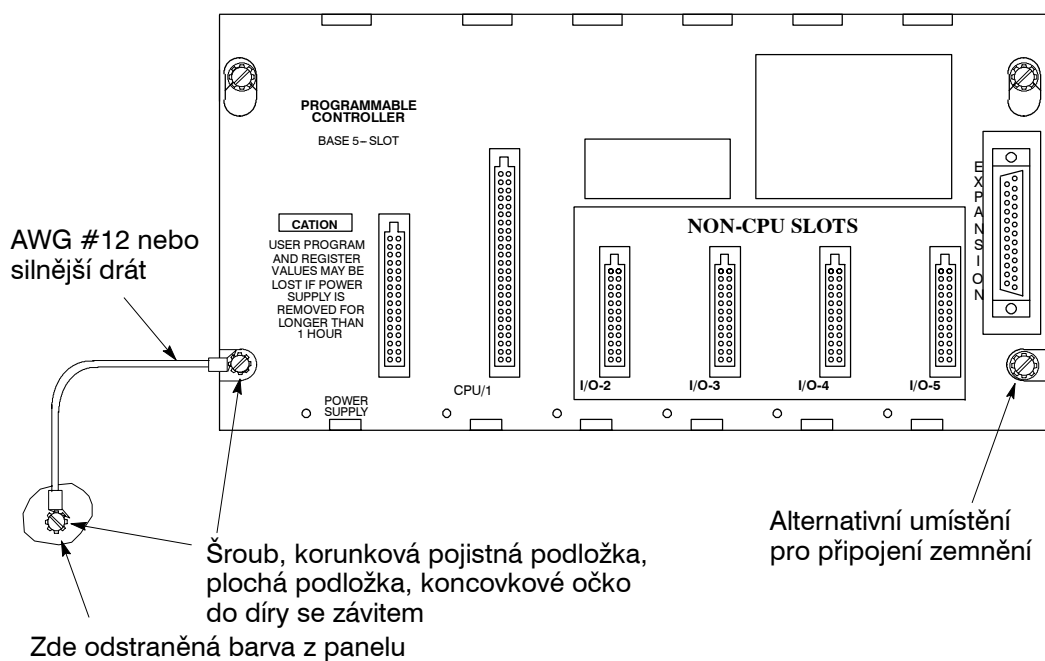 PROGRAMMABLE
CONTROLLER
BASE 5- SLOT
CATION
USER PROGRAM
AND REGISTER
VALUES MAY BE
LOST IF POWER
SUPPLY IS
REMOVED FOR
LONGER THAN
1 HOUR
POWER
SUPPLY
CPU/1
NON-CPU SLOTS
I/O-2
I/O-3
I/O-4
I/O-5
EXPANSION
AWG #12 nebo
silnější drát
Šroub, korunková pojistná podložka,
plochá podložka, koncovkové očko
do díry se závitem
Zde odstraněná barva z panelu
Alternativní umístění
pro připojení zemnění